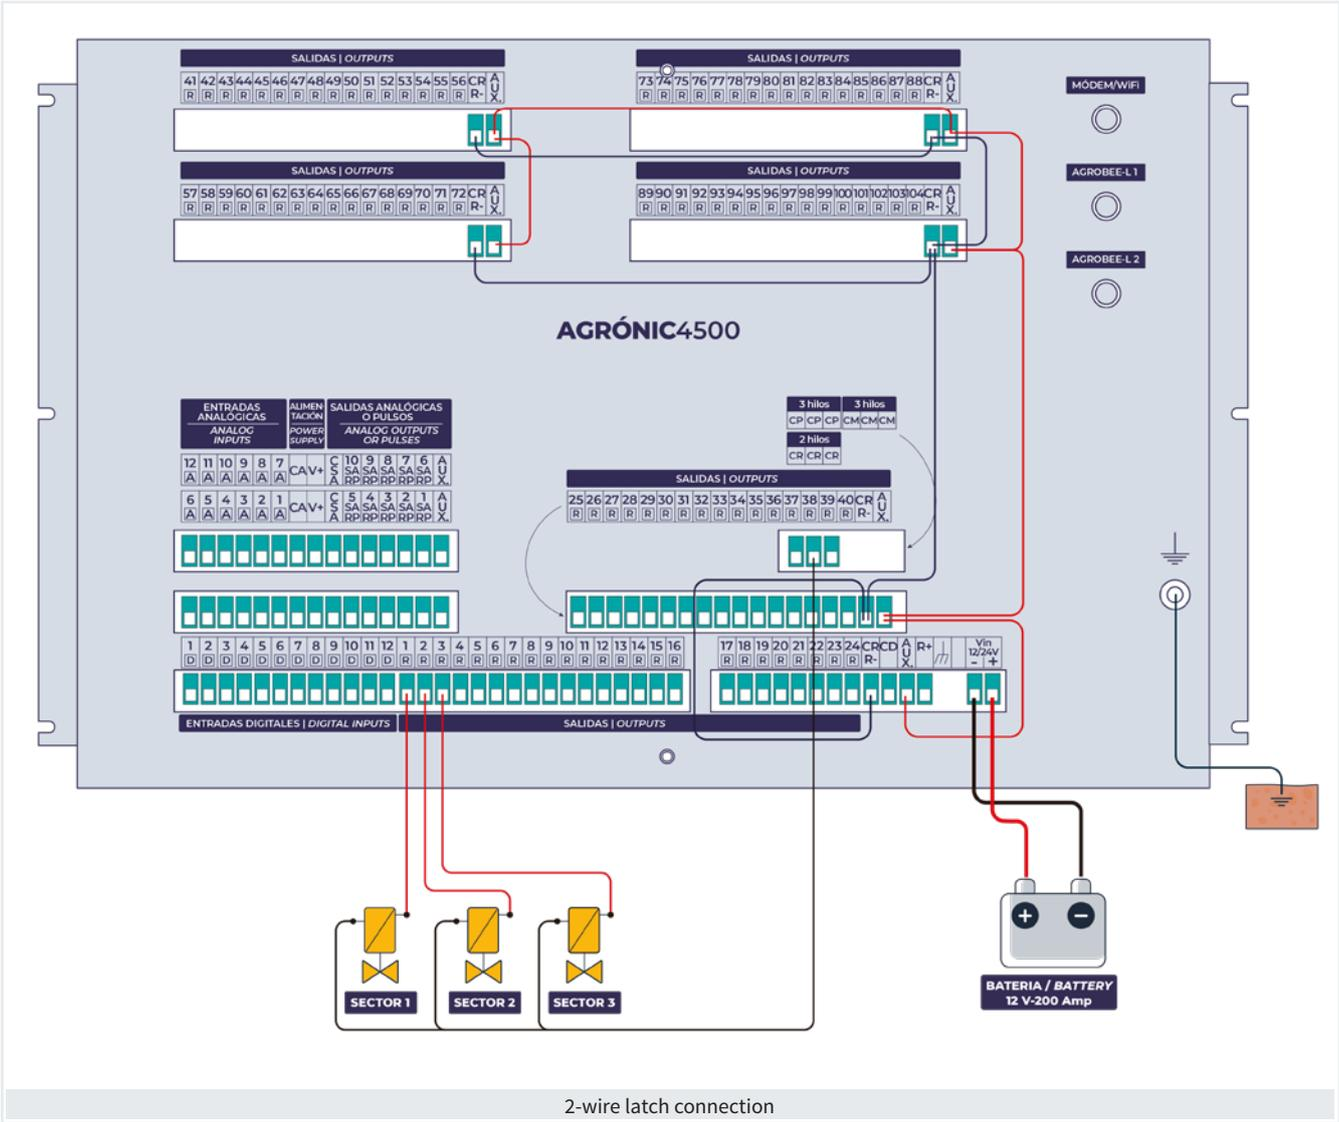 SALIDAS | OUTPUTS
41 42 43 44 45 46 47 48 49 50 51 52 53 54 55 56 CR AUX.
R R R R R R R R R R R R R R R R R-
SALIDAS | OUTPUTS
73 74 75 76 77 78 79 80 81 82 83 84 85 86 87 88 CR AUX.
R R R R R R R R R R R R R R R R R-
MÓDEM/WiFi
SALIDAS | OUTPUTS
57 58 59 60 61 62 63 64 65 66 67 68 69 70 71 72 CR AUX.
R R R R R R R R R R R R R R R R R-
SALIDAS | OUTPUTS
89 90 91 92 93 94 95 96 97 98 99 100 101 102 103 104 CR AUX.
R R R R R R R R R R R R R R R R R-
AGROBEE-L 1
AGROBEE-L 2
AGRÓNIC4500
ENTRADAS
ANALÓGICAS
ANALOG
INPUTS
ALIMEN-
TACIÓN
POWER
SUPPLY
SALIDAS ANALÓGICAS
O PULSOS
ANALOG OUTPUTS
OR PULSES
12 11 10 9 8 7 CA V+ CSA 10 9 8 7 6 AUX.
A A A A A A SA SA SA SA SA
RP RP RP RP RP
6 5 4 3 2 1 CA V+ CSA 5 4 3 2 1 AUX.
A A A A A A SA SA SA SA SA
RP RP RP RP RP
3 hilos 3 hilos
CP CP CP CM CM CM
2 hilos
CR CR CR
SALIDAS | OUTPUTS
25 26 27 28 29 30 31 32 33 34 35 36 37 38 39 40 CR AUX.
R R R R R R R R R R R R R R R R R-
1 2 3 4 5 6 7 8 9 10 11 12 1 2 3 4 5 6 7 8 9 10 11 12 13 14 15 16
D D D D D D D D D D D D R R R R R R R R R R R R R R R R
17 18 19 20 21 22 23 24 CR CD AUX. R+
R R R R R R R R R-
Vin
12/24V
- +
ENTRADAS DIGITALES | DIGITAL INPUTS
SALIDAS | OUTPUTS
SECTOR 1
SECTOR 2
SECTOR 3
+ −
BATERIA / BATTERY
12 V-200 Amp
2-wire latch connection